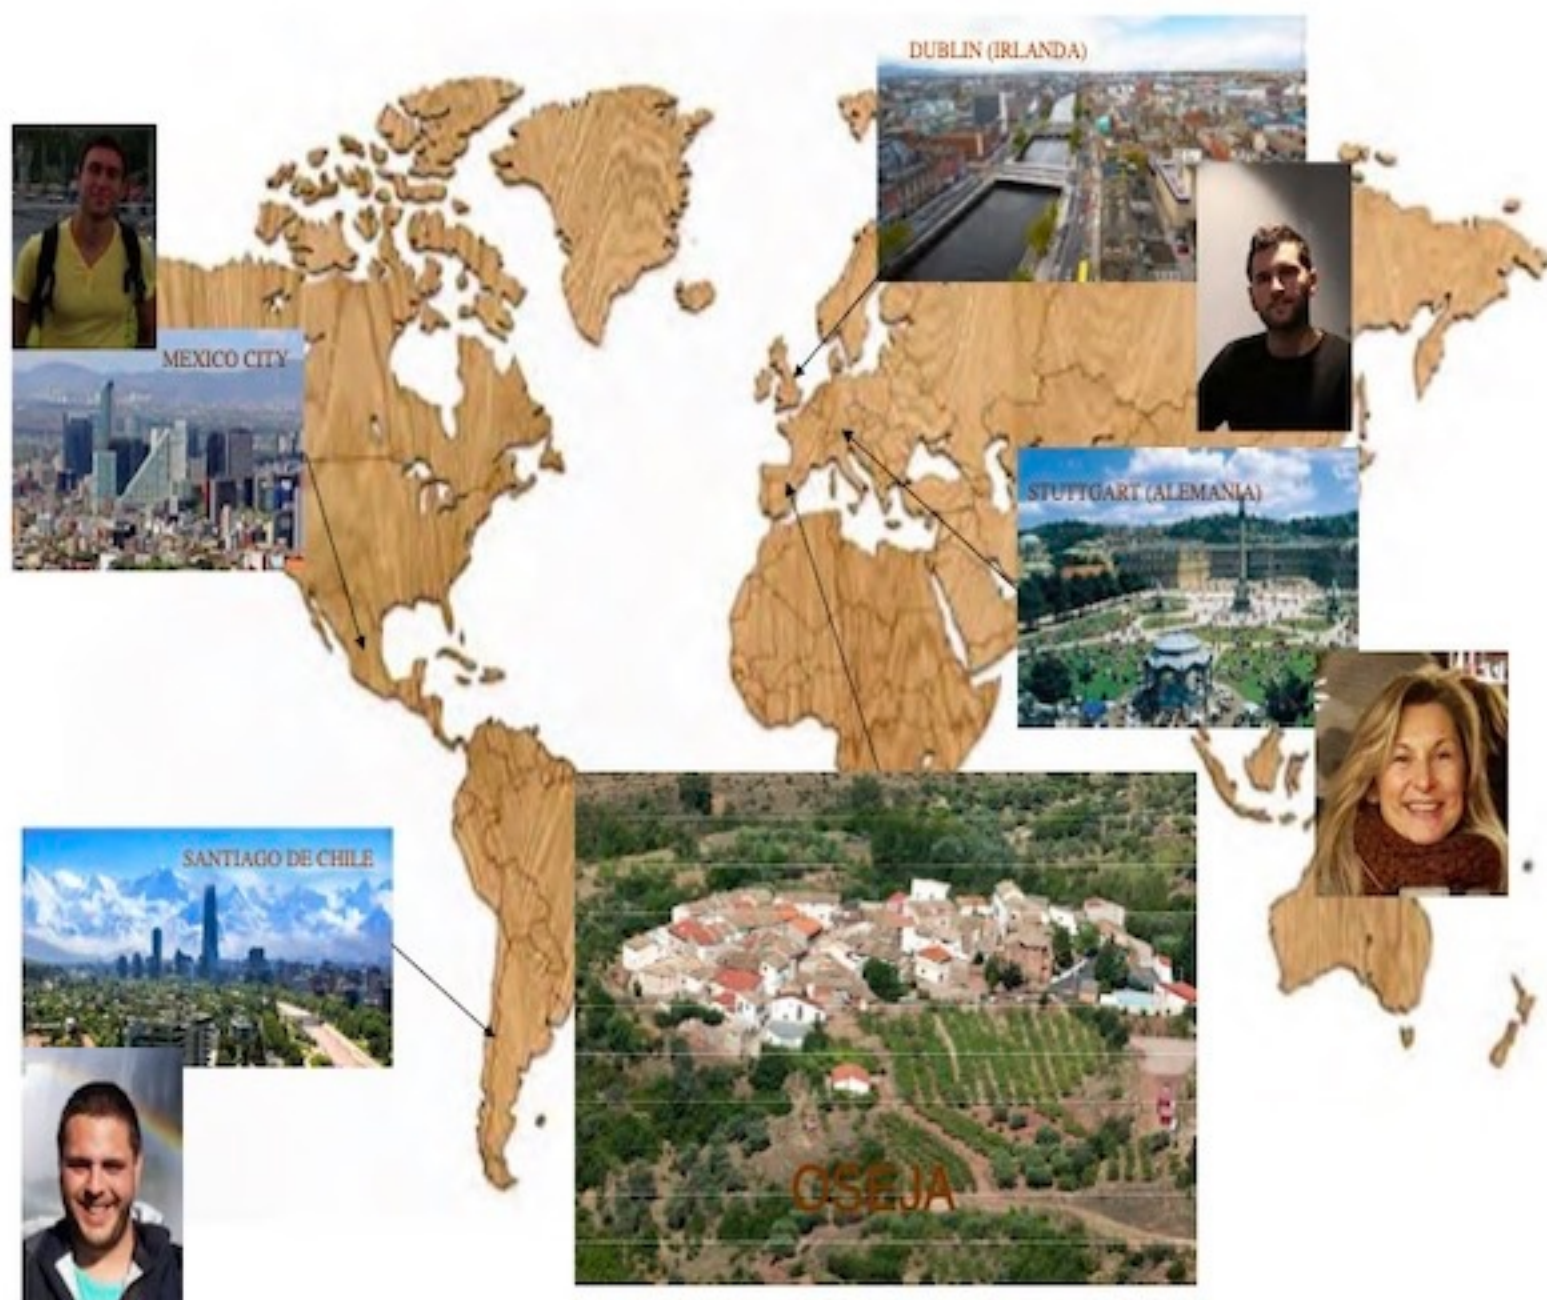 DUBLIN (IRLANDA)
MEXICO CITY
STUTTGART (ALEMANIA)
SANTIAGO DE CHILE
OSEJA